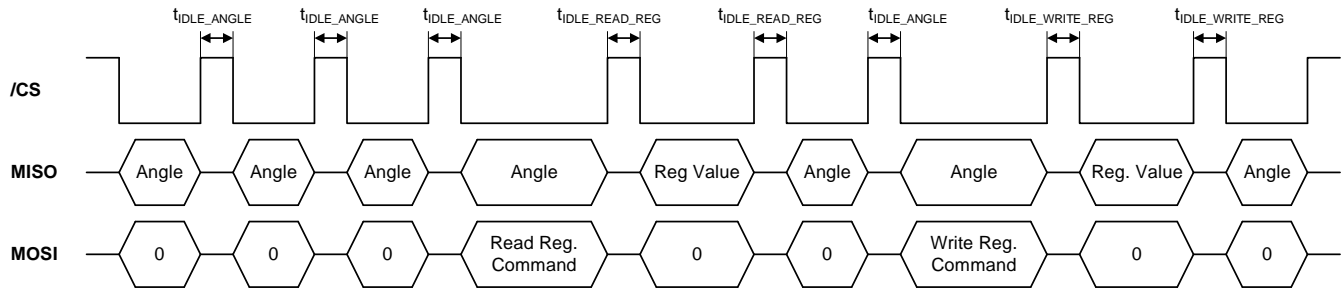 tIDLE_ANGLE tIDLE_ANGLE tIDLE_ANGLE tIDLE_READ_REG tIDLE_READ_REG tIDLE_ANGLE tIDLE_WRITE_REG tIDLE_WRITE_REG
/CS
MISO Angle Angle Angle Angle Reg Value Angle Angle Reg. Value Angle
MOSI 0 0 0 Read Reg. Command 0 0 Write Reg. Command 0 0